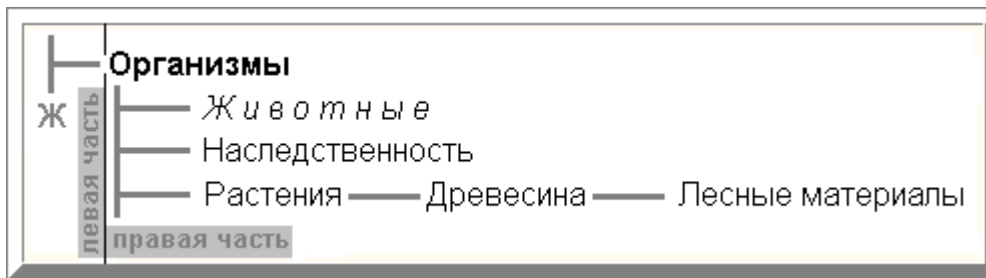 Организмы
Ж
левая часть
Животные
Наследственность
Растения Древесина Лесные материалы
правая часть